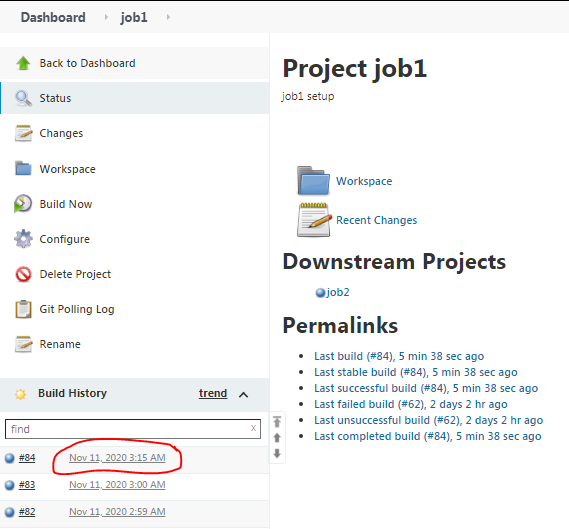 Dashboard job1
Back to Dashboard
Status
Changes
Workspace
Build Now
Configure
Delete Project
Git Polling Log
Rename
Build History trend
find x
#84 Nov 11, 2020 3:15 AM
#83 Nov 11, 2020 3:00 AM
#82 Nov 11, 2020 2:59 AM
Project job1
job1 setup
Workspace
Recent Changes
Downstream Projects
job2
Permalinks
Last build (#84), 5 min 38 sec ago
Last stable build (#84), 5 min 38 sec ago
Last successful build (#84), 5 min 38 sec ago
Last failed build (#62), 2 days 2 hr ago
Last unsuccessful build (#62), 2 days 2 hr ago
Last completed build (#84), 5 min 38 sec ago